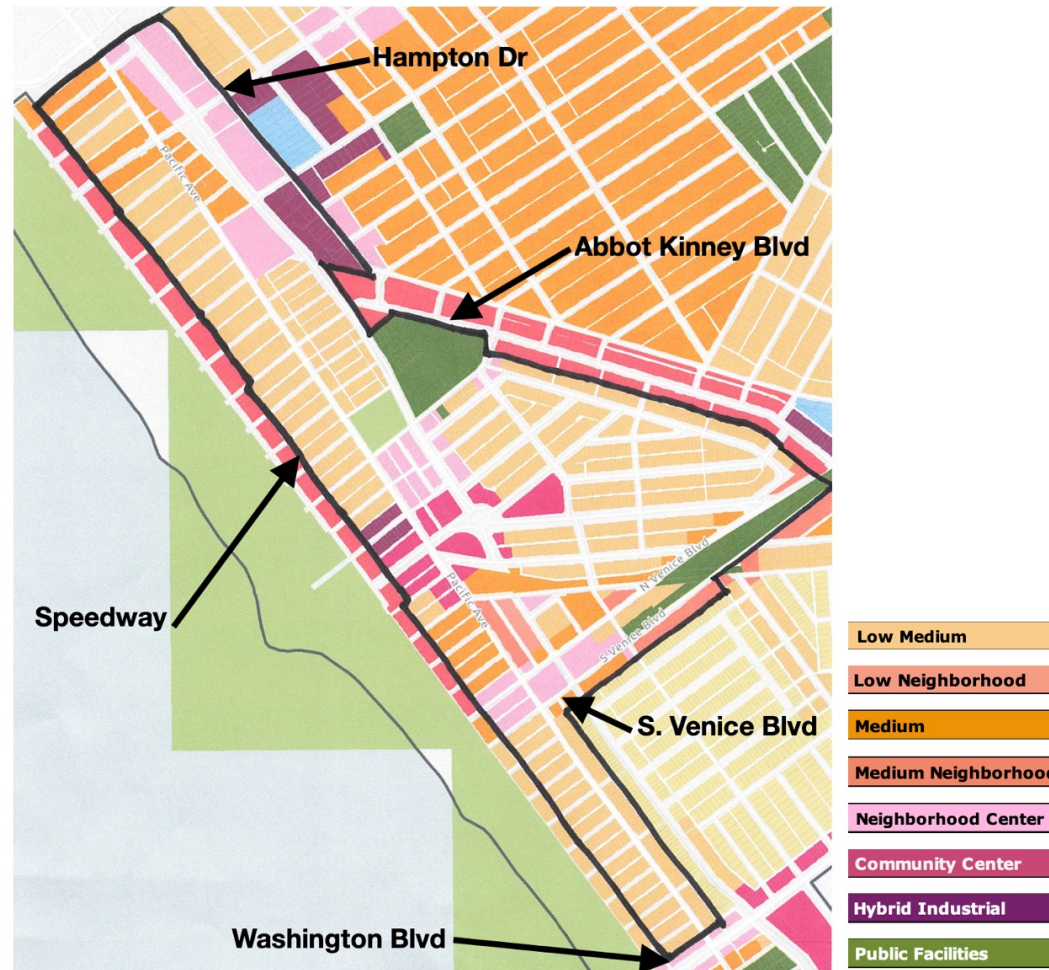 Hampton Dr
Pacific Ave
Abbot Kinney Blvd
N Venice Blvd
Pacific Ave
Speedway
S Venice Blvd
S. Venice Blvd
Washington Blvd
Low Medium
Low Neighborhood
Medium
Medium Neighborhood
Neighborhood Center
Community Center
Hybrid Industrial
Public Facilities